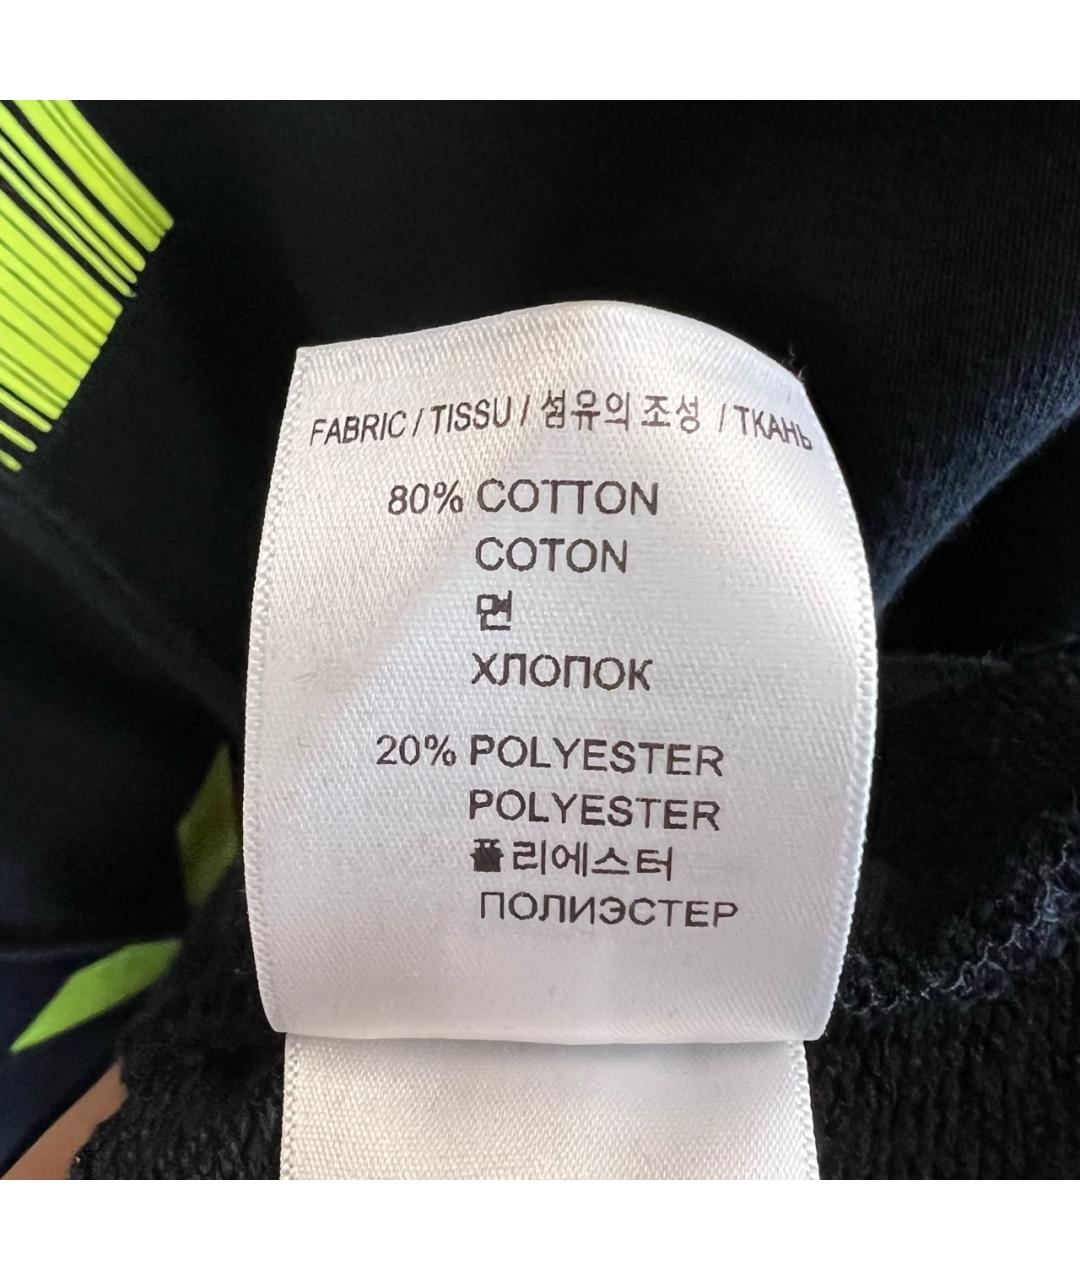 FABRIC / TISSU / 섬유의 조성 / ТКАНЬ
80% COTTON
COTON
면
ХЛОПОК
20% POLYESTER
POLYESTER
폴리에스터
ПОЛИЭСТЕР